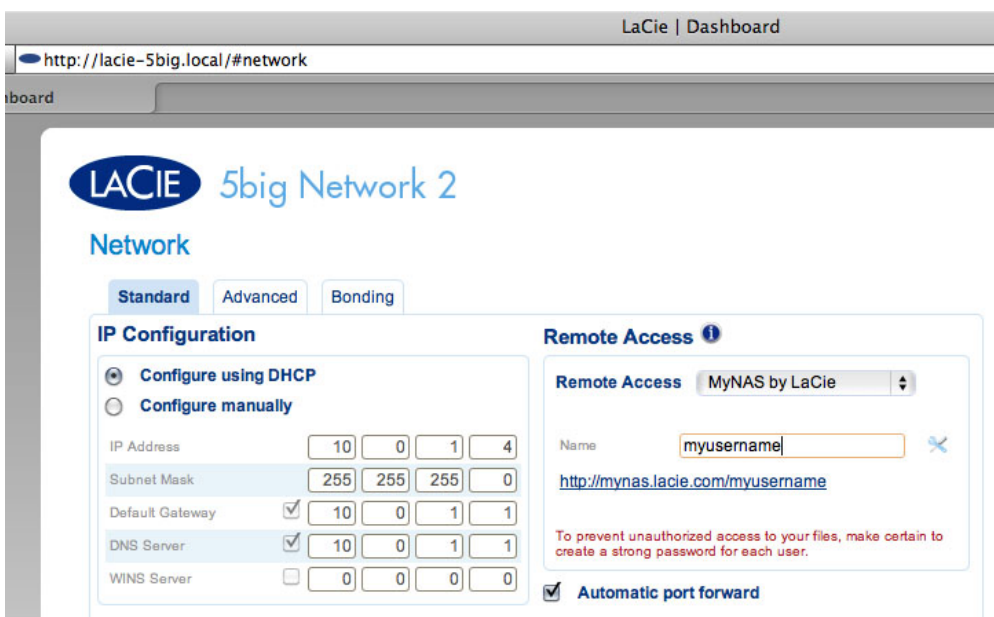 LaCie | Dashboard
http://lacie-5big.local/#network
board
LACIE 5big Network 2
Network
Standard Advanced Bonding
IP Configuration
Configure using DHCP
Configure manually
IP Address 10 0 1 4
Subnet Mask 255 255 255 0
Default Gateway 10 0 1 1
DNS Server 10 0 1 1
WINS Server 0 0 0 0
Remote Access i
Remote Access MyNAS by LaCie
Name myusername
http://mynas.lacie.com/myusername
To prevent unauthorized access to your files, make certain to
create a strong password for each user.
Automatic port forward